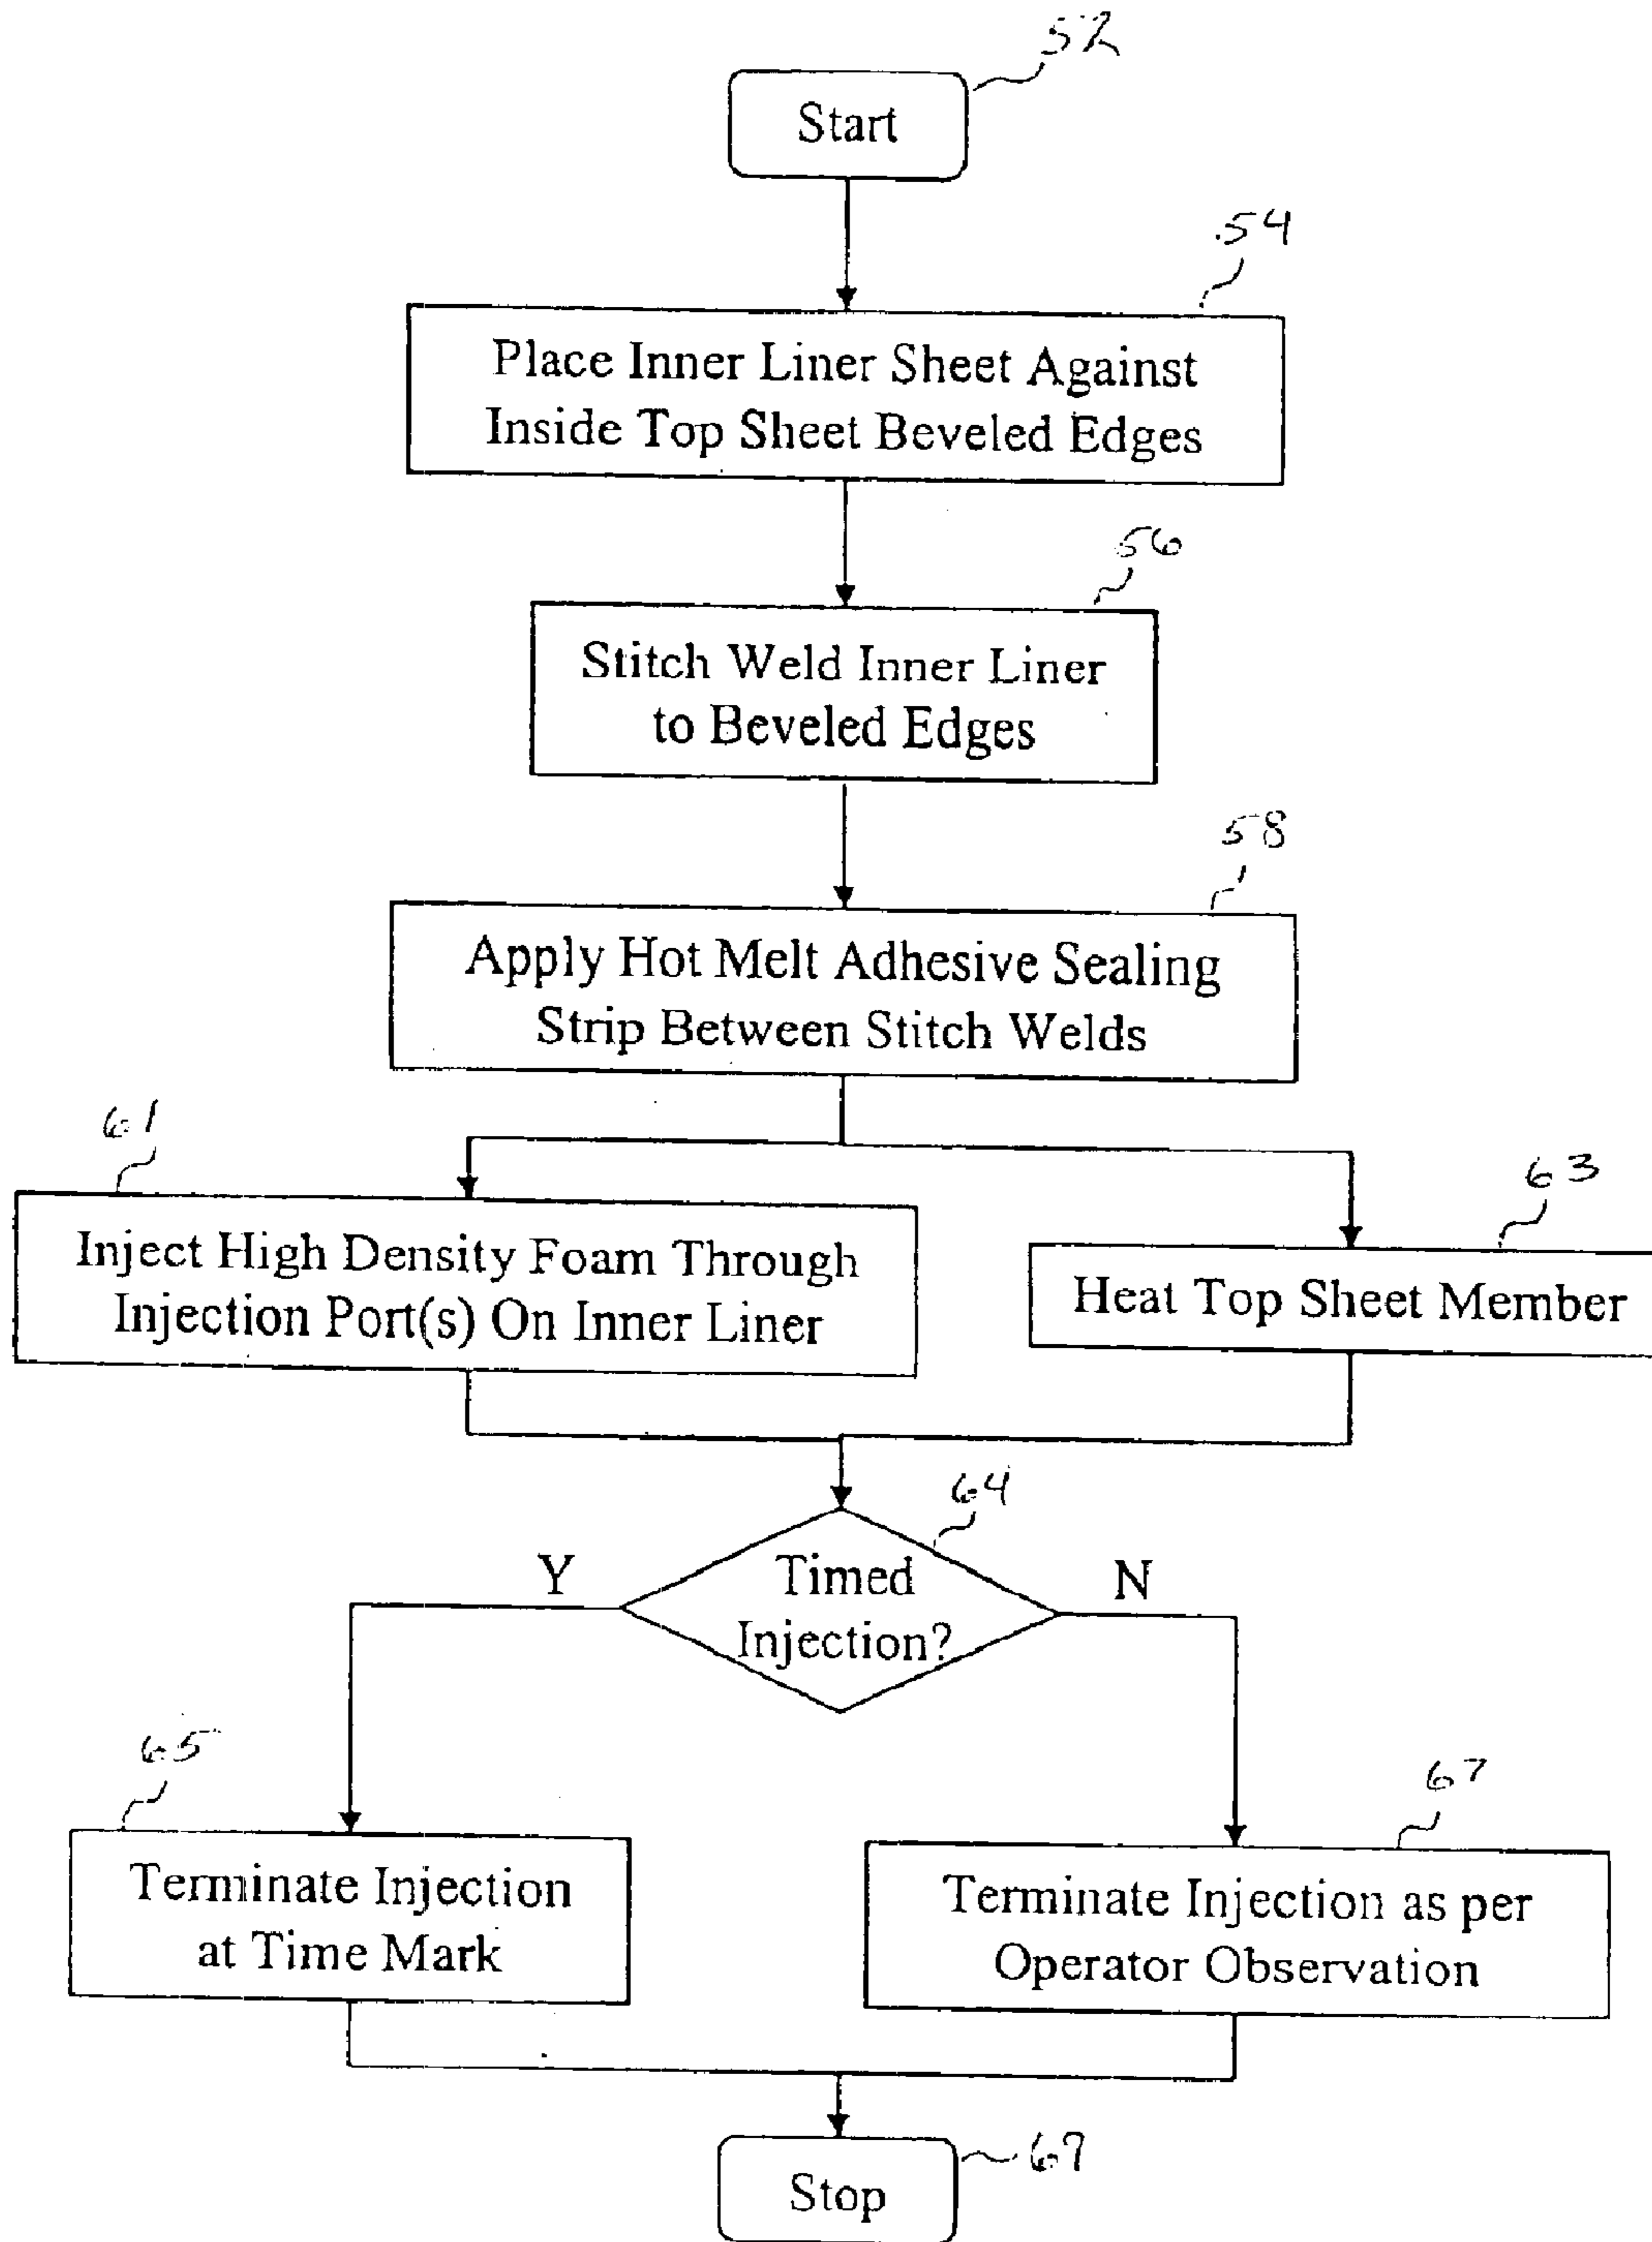 52
Start
54
Place Inner Liner Sheet Against
Inside Top Sheet Beveled Edges
56
Stitch Weld Inner Liner
to Beveled Edges
58
Apply Hot Melt Adhesive Sealing
Strip Between Stitch Welds
61
Inject High Density Foam Through
Injection Port(s) On Inner Liner
63
Heat Top Sheet Member
64
Timed
Injection?
Y
N
65
Terminate Injection
at Time Mark
67
Terminate Injection as per
Operator Observation
69
Stop